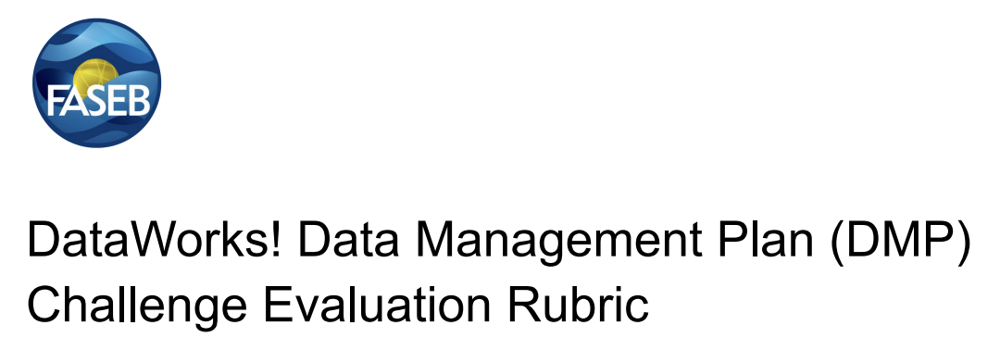 FASEB
DataWorks! Data Management Plan (DMP)
Challenge Evaluation Rubric